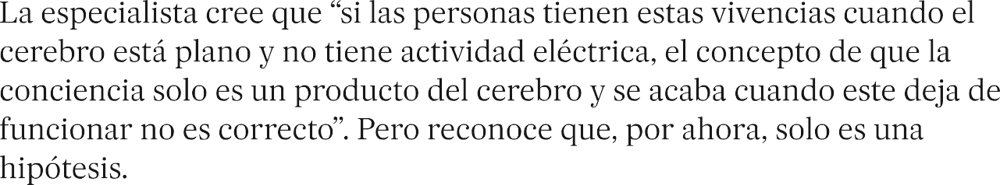 La especialista cree que “si las personas tienen estas vivencias cuando el
cerebro está plano y no tiene actividad eléctrica, el concepto de que la
conciencia solo es un producto del cerebro y se acaba cuando este deja de
funcionar no es correcto”. Pero reconoce que, por ahora, solo es una
hipótesis.